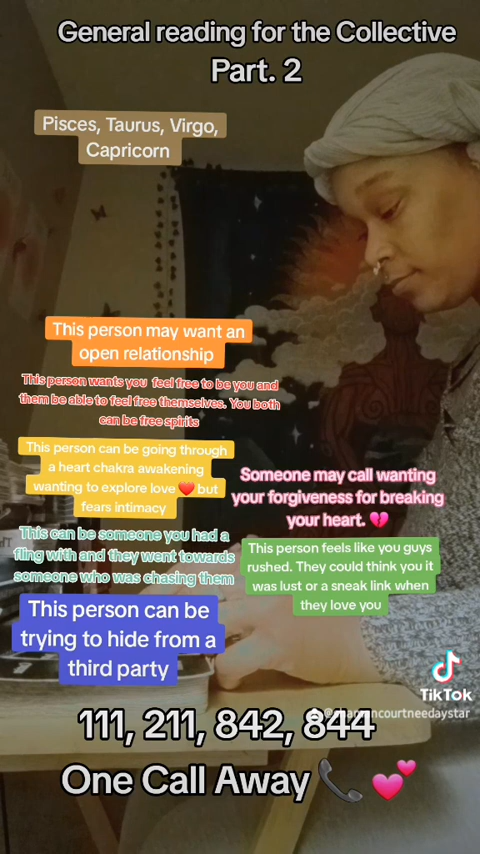 General reading for the Collective
Part. 2
Pisces, Taurus, Virgo,
Capricorn
This person may want an
open relationship
This person wants you feel free to be you and
them be able to feel free themselves. You both
can be free spirits
This person can be going through
a heart chakra awakening
wanting to explore love ❤️ but
fears intimacy
Someone may call wanting
your forgiveness for breaking
your heart. 💔
This can be someone you had a
fling with and they went towards
someone who was chasing them
This person feels like you guys
rushed. They could think you it
was lust or a sneak link when
they love you
This person can be
trying to hide from a
third party
TikTok
111, 211, 842, 844
One Call Away 📞 💕